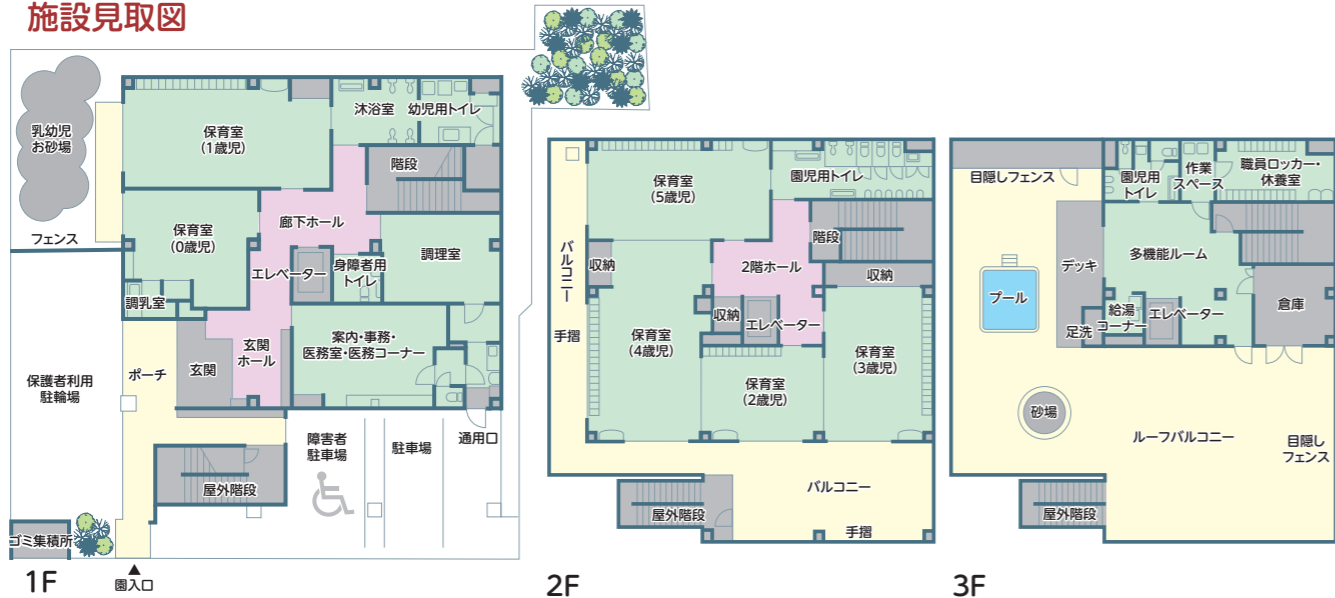 施設見取図
乳幼児
お砂場
保育室
(1歳児)
沐浴室
幼児用トイレ
階段
廊下ホール
保育室
(0歳児)
フェンス
調理室
エレベーター
身障者用
トイレ
調乳室
案内・事務・
医務室・医務コーナー
玄関
ホール
玄関
ポーチ
保護者利用
駐輪場
障害者
駐車場
駐車場
通用口
屋外階段
ゴミ集積所
園入口
1F
保育室
(5歳児)
園児用トイレ
バルコニー
階段
2階ホール
収納
収納
収納
エレベーター
手摺
保育室
(4歳児)
保育室
(3歳児)
保育室
(2歳児)
バルコニー
屋外階段
手摺
2F
目隠しフェンス
園児用
トイレ
作業
スペース
職員ロッカー・
休養室
デッキ
多機能ルーム
プール
倉庫
給湯
コーナー
エレベーター
足洗
砂場
ルーフバルコニー
目隠し
フェンス
屋外階段
3F